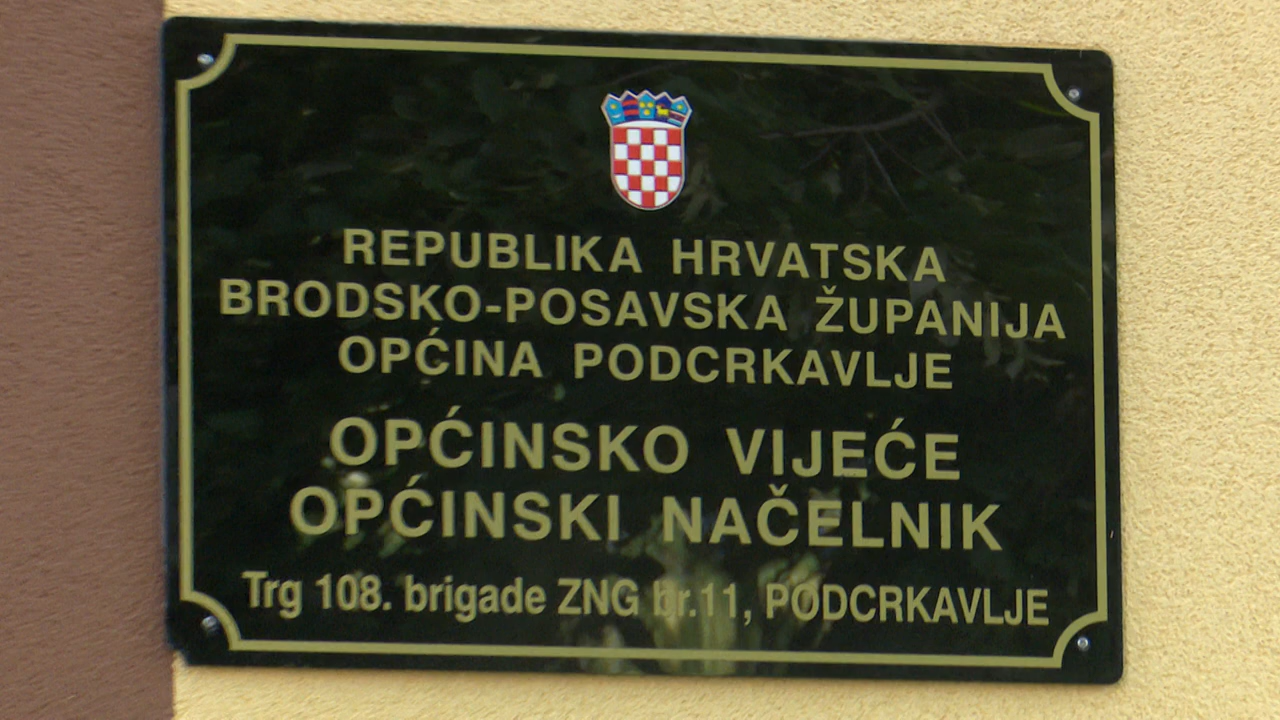 REPUBLIKA HRVATSKA
BRODSKO-POSAVSKA ŽUPANIJA
OPĆINA PODCRKAVLJE
OPĆINSKO VIJEĆE
OPĆINSKI NAČELNIK
Trg 108. brigade ZNG br.11, PODCRKAVLJE